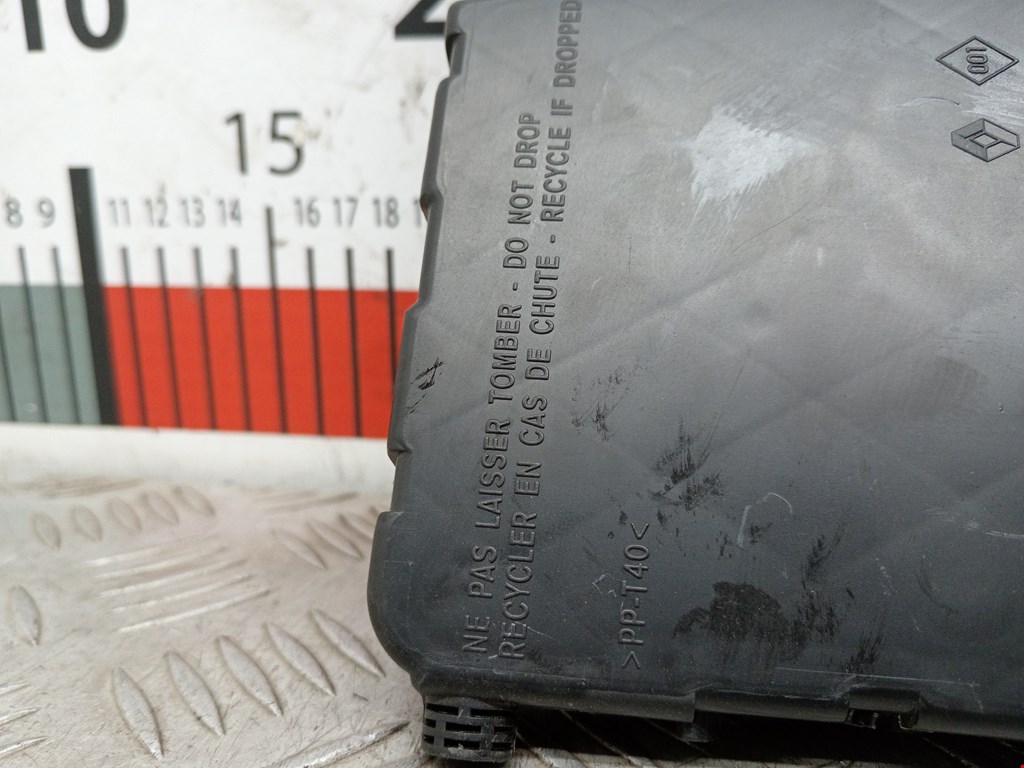 10
2
15
8 9 11 12 13 14 16 17 18 1
NE PAS LAISSER TOMBER - DO NOT DROP
RECYCLER EN CAS DE CHUTE - RECYCLE IF DROPPED
>PP-T40<
001